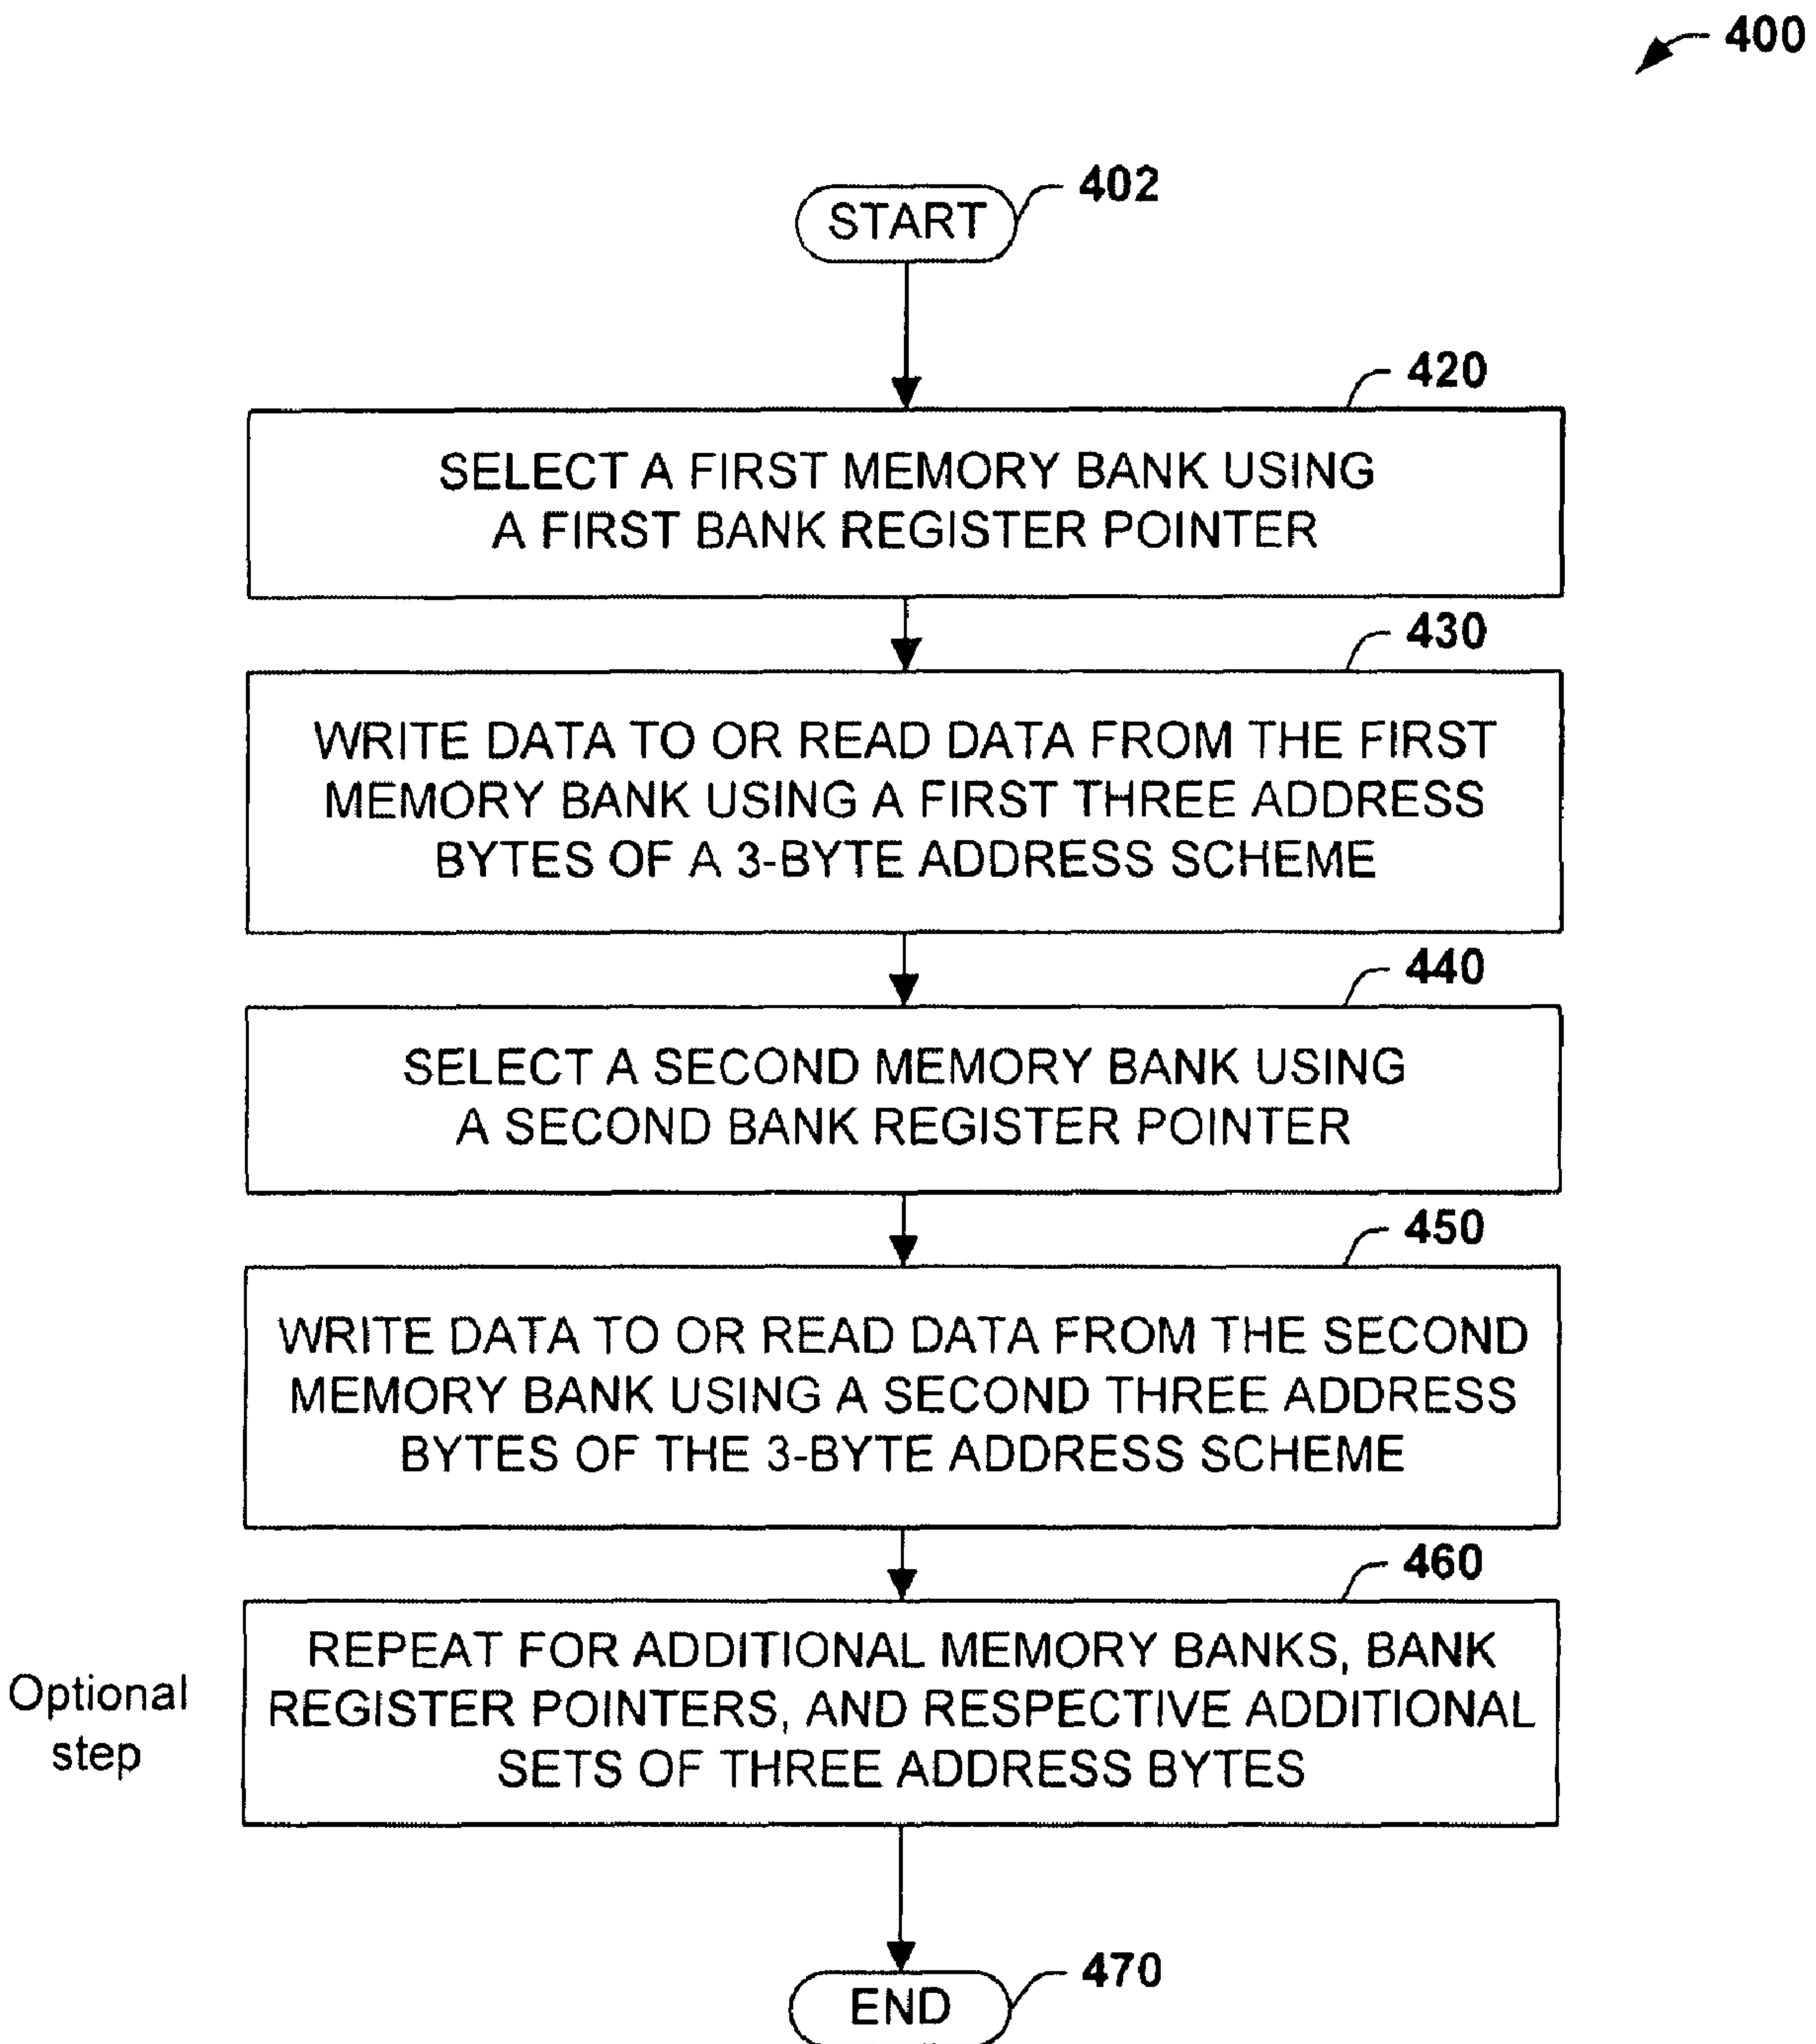 400
402
START
420
SELECT A FIRST MEMORY BANK USING
A FIRST BANK REGISTER POINTER
430
WRITE DATA TO OR READ DATA FROM THE FIRST
MEMORY BANK USING A FIRST THREE ADDRESS
BYTES OF A 3-BYTE ADDRESS SCHEME
440
SELECT A SECOND MEMORY BANK USING
A SECOND BANK REGISTER POINTER
450
WRITE DATA TO OR READ DATA FROM THE SECOND
MEMORY BANK USING A SECOND THREE ADDRESS
BYTES OF THE 3-BYTE ADDRESS SCHEME
460
Optional
step
REPEAT FOR ADDITIONAL MEMORY BANKS, BANK
REGISTER POINTERS, AND RESPECTIVE ADDITIONAL
SETS OF THREE ADDRESS BYTES
470
END